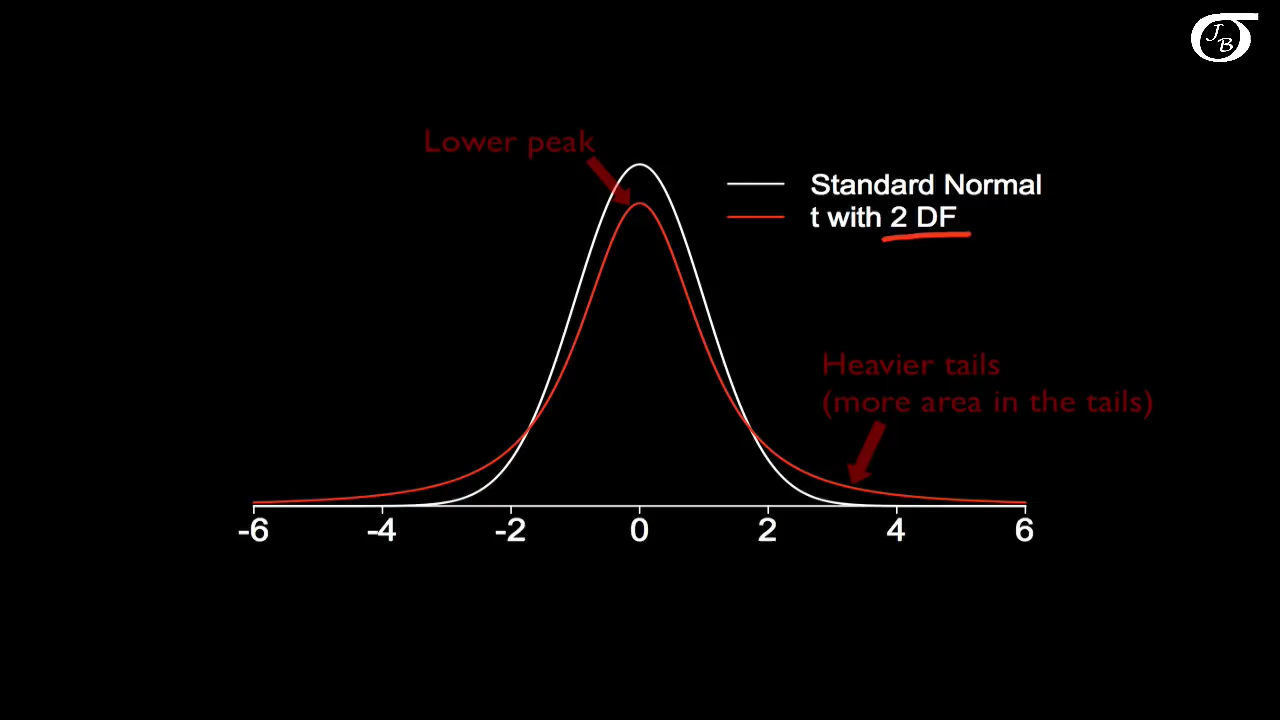 JB
Lower peak
Standard Normal
t with 2 DF
Heavier tails
(more area in the tails)
-6 -4 -2 0 2 4 6